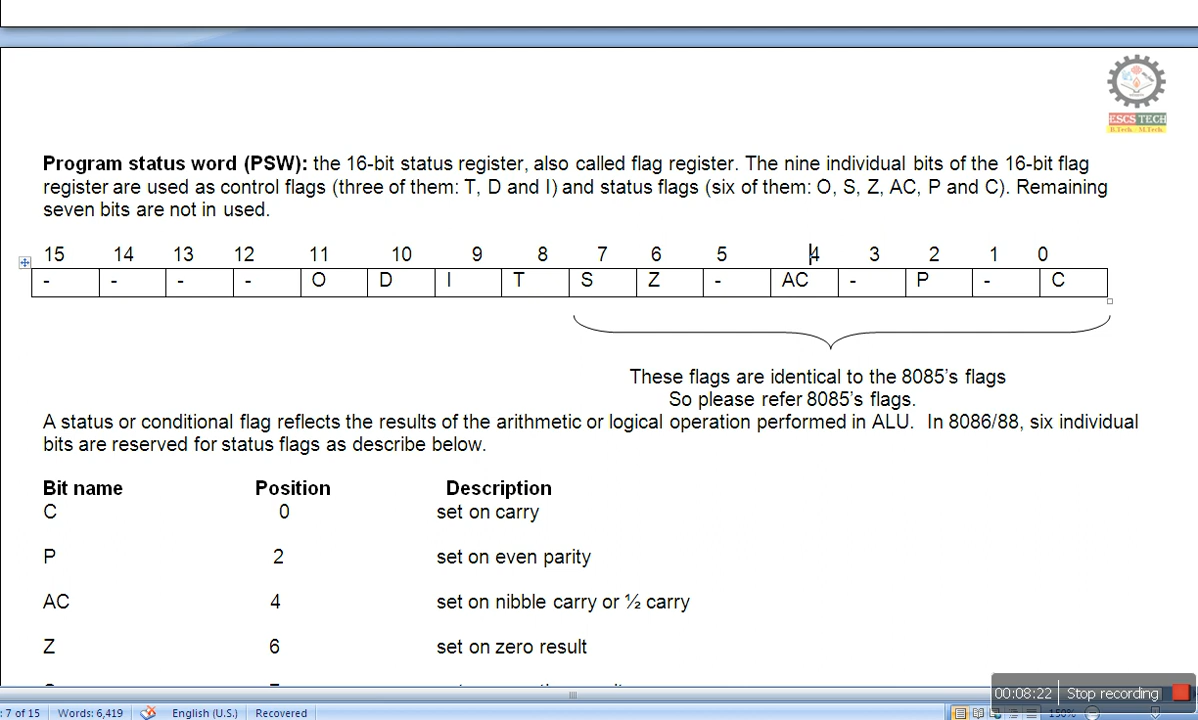 ESCS TECH
B.Tech. M.Tech.
Program status word (PSW): the 16-bit status register, also called flag register. The nine individual bits of the 16-bit flag
register are used as control flags (three of them: T, D and I) and status flags (six of them: O, S, Z, AC, P and C). Remaining
seven bits are not in used.
15 14 13 12 11 10 9 8 7 6 5 4 3 2 1 0
- - - - O D I T S Z - AC - P - C
These flags are identical to the 8085's flags
So please refer 8085's flags.
A status or conditional flag reflects the results of the arithmetic or logical operation performed in ALU. In 8086/88, six individual
bits are reserved for status flags as describe below.
Bit name Position Description
C 0 set on carry
P 2 set on even parity
AC 4 set on nibble carry or ½ carry
Z 6 set on zero result
00:08:22 Stop recording
: 7 of 15 Words: 6,419 English (U.S.) Recovered 150%